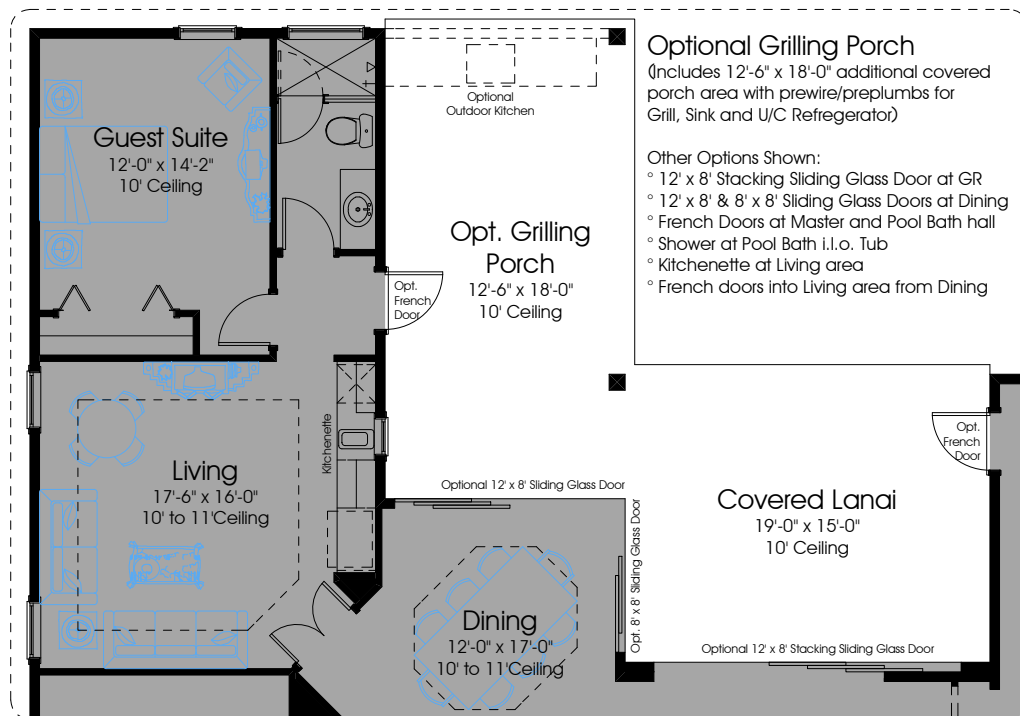 Optional Grilling Porch
(Includes 12'-6" x 18'-0" additional covered
porch area with prewire/preplumbs for
Grill, Sink and U/C Refregerator)
Other Options Shown:
° 12' x 8' Stacking Sliding Glass Door at GR
° 12' x 8' & 8' x 8' Sliding Glass Doors at Dining
° French Doors at Master and Pool Bath hall
° Shower at Pool Bath i.l.o. Tub
° Kitchenette at Living area
° French doors into Living area from Dining
Optional
Outdoor Kitchen
Guest Suite
12'-0" x 14'-2"
10' Ceiling
Opt. Grilling
Porch
12'-6" x 18'-0"
10' Ceiling
Opt.
French
Door
Kitchenette
Living
17'-6" x 16'-0"
10' to 11'Ceiling
Optional 12' x 8' Sliding Glass Door
Opt. 8' x 8' Sliding Glass Door
Covered Lanai
19'-0" x 15'-0"
10' Ceiling
Opt.
French
Door
Dining
12'-0" x 17'-0"
10' to 11'Ceiling
Optional 12' x 8' Stacking Sliding Glass Door